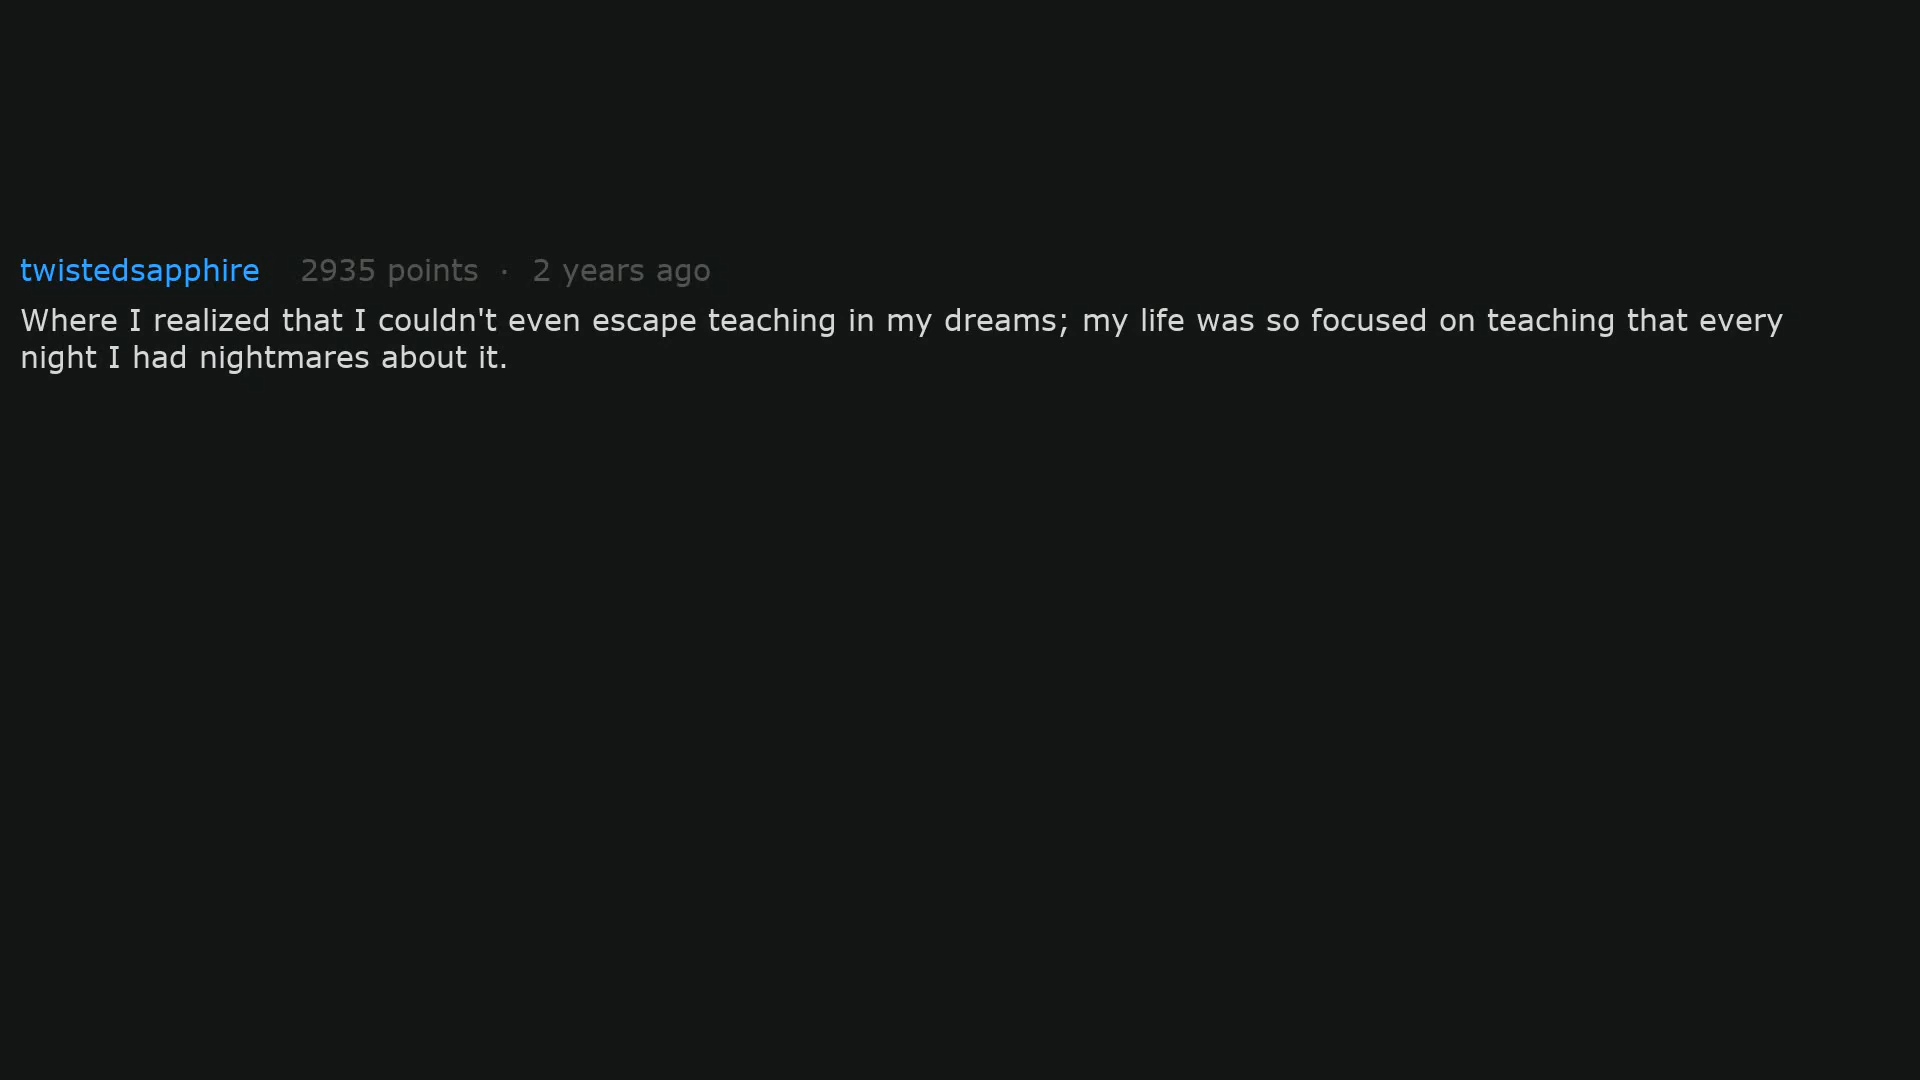 twistedsapphire 2935 points · 2 years ago
Where I realized that I couldn't even escape teaching in my dreams; my life was so focused on teaching that every
night I had nightmares about it.